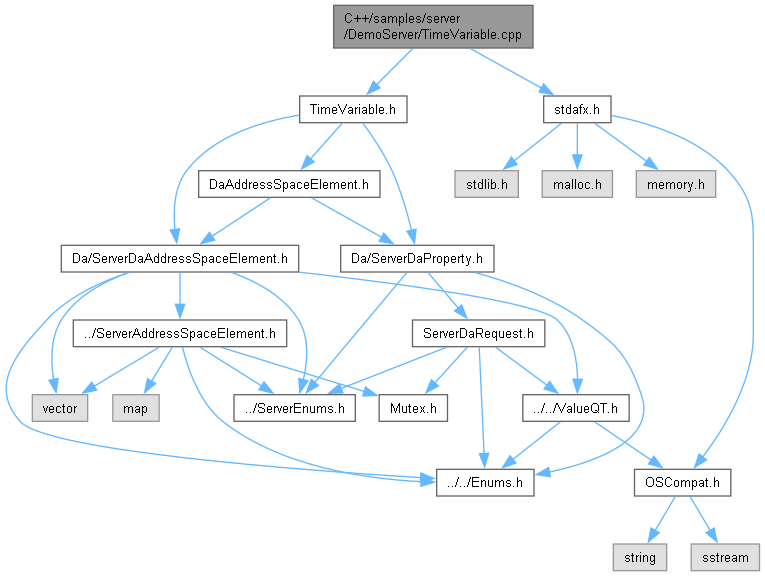 C++/samples/server
/DemoServer/TimeVariable.cpp
TimeVariable.h
stdafx.h
DaAddressSpaceElement.h
stdlib.h
malloc.h
memory.h
Da/ServerDaAddressSpaceElement.h
Da/ServerDaProperty.h
../ServerAddressSpaceElement.h
ServerDaRequest.h
vector
map
../ServerEnums.h
Mutex.h
../../ValueQT.h
../../Enums.h
OSCompat.h
string
sstream